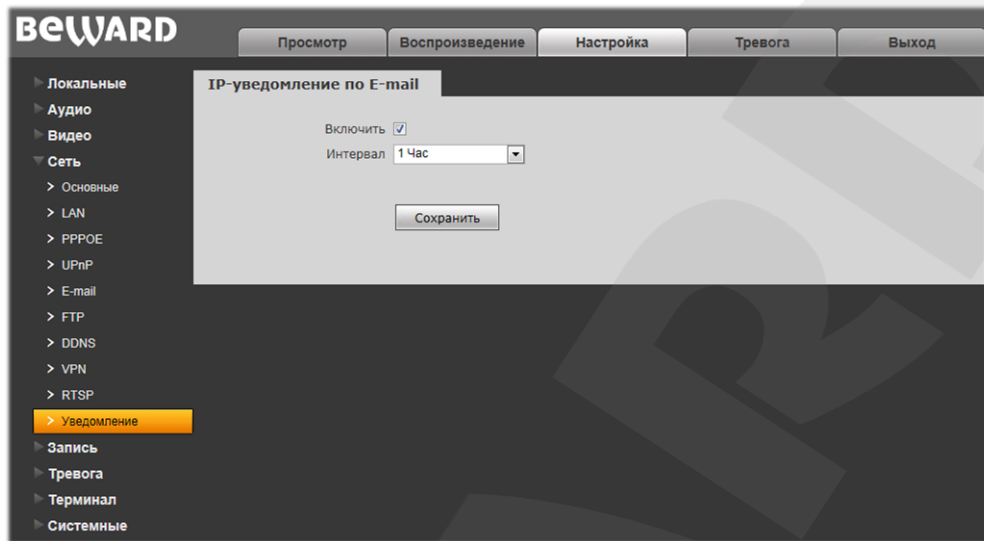 BEWARD
Просмотр
Воспроизведение
Настройка
Тревога
Выход
Локальные
Аудио
Видео
Сеть
Основные
LAN
PPPOE
UPnP
E-mail
FTP
DDNS
VPN
RTSP
Уведомление
Запись
Тревога
Терминал
Системные
IP-уведомление по E-mail
Включить
Интервал 1 Час
Сохранить